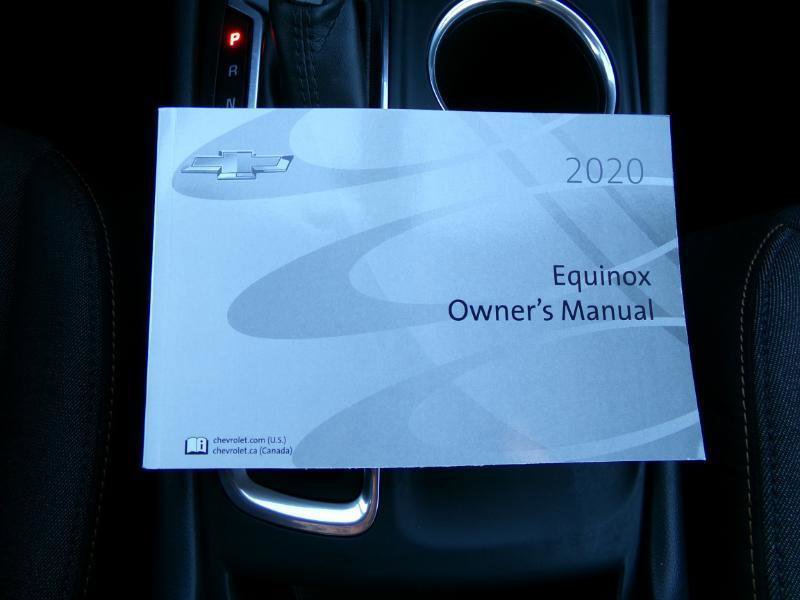 P
R
N
2020
Equinox
Owner's Manual
chevrolet.com (U.S.)
chevrolet.ca (Canada)